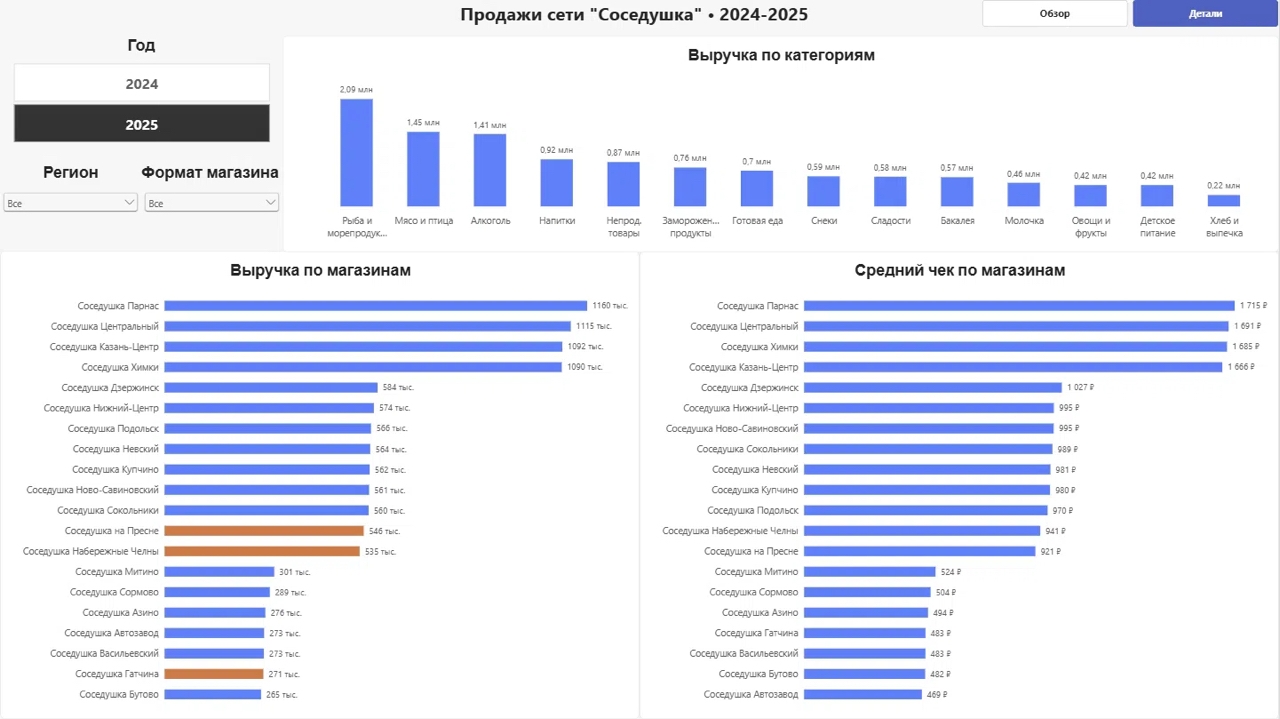 Продажи сети "Соседушка" • 2024-2025
Обзор
Детали
Год
2024
2025
Регион
Формат магазина
Все
Все
Выручка по категориям
2,09 млн
1,45 млн
1,41 млн
0,92 млн
0,87 млн
0,76 млн
0,7 млн
0,59 млн
0,58 млн
0,57 млн
0,46 млн
0,42 млн
0,42 млн
0,22 млн
Рыба и
морепродук...
Мясо и птица
Алкоголь
Напитки
Непрод.
товары
Заморожен...
продукты
Готовая еда
Снеки
Сладости
Бакалея
Молочка
Овощи и
фрукты
Детское
питание
Хлеб и
выпечка
Выручка по магазинам
Соседушка Парнас 1160 тыс.
Соседушка Центральный 1115 тыс.
Соседушка Казань-Центр 1092 тыс.
Соседушка Химки 1090 тыс.
Соседушка Дзержинск 584 тыс.
Соседушка Нижний-Центр 574 тыс.
Соседушка Подольск 566 тыс.
Соседушка Невский 564 тыс.
Соседушка Купчино 562 тыс.
Соседушка Ново-Савиновский 561 тыс.
Соседушка Сокольники 560 тыс.
Соседушка на Пресне 546 тыс.
Соседушка Набережные Челны 535 тыс.
Соседушка Митино 301 тыс.
Соседушка Сормово 289 тыс.
Соседушка Азино 276 тыс.
Соседушка Автозавод 273 тыс.
Соседушка Васильевский 273 тыс.
Соседушка Гатчина 271 тыс.
Соседушка Бутово 265 тыс.
Средний чек по магазинам
Соседушка Парнас 1 715 ₽
Соседушка Центральный 1 691 ₽
Соседушка Химки 1 685 ₽
Соседушка Казань-Центр 1 666 ₽
Соседушка Дзержинск 1 027 ₽
Соседушка Нижний-Центр 995 ₽
Соседушка Ново-Савиновский 995 ₽
Соседушка Сокольники 989 ₽
Соседушка Невский 981 ₽
Соседушка Купчино 980 ₽
Соседушка Подольск 970 ₽
Соседушка Набережные Челны 941 ₽
Соседушка на Пресне 921 ₽
Соседушка Митино 524 ₽
Соседушка Сормово 504 ₽
Соседушка Азино 494 ₽
Соседушка Гатчина 483 ₽
Соседушка Васильевский 483 ₽
Соседушка Бутово 482 ₽
Соседушка Автозавод 469 ₽